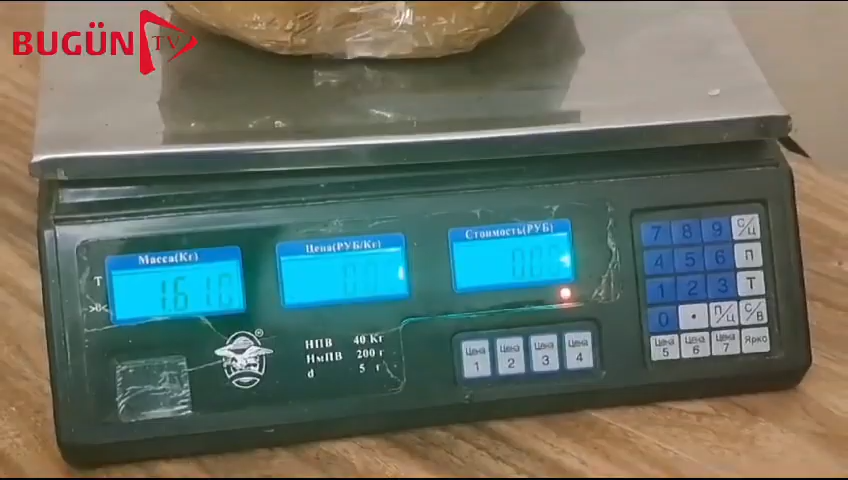 BUGÜN TV
Масса(Кг) Цена(РУБ/Кг) Стоимость(РУБ)
1.610 0.00 0.00
Т
>0<
НПВ 40 Кг
НмПВ 200 г
d 5 г
Цена 1 Цена 2 Цена 3 Цена 4
7 8 9 С/Ц
4 5 6 П
1 2 3 Т
0 • П/Ц С/В
Цена 5 Цена 6 Цена 7 Ярко